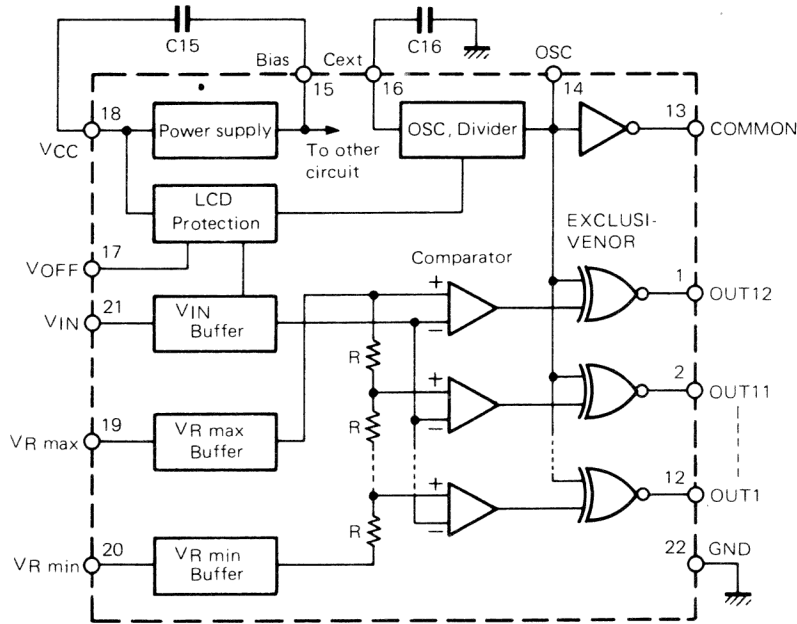 C15
C16
Bias
Cext
OSC
15
16
14
18
13
VCC
Power supply
OSC, Divider
COMMON
To other
circuit
LCD
Protection
EXCLUSI-
VENOR
17
VOFF
Comparator
21
VIN
VIN
Buffer
+
−
1
OUT12
R
+
−
2
OUT11
19
VR max
VR max
Buffer
R
+
−
12
OUT1
20
VR min
VR min
Buffer
R
22
GND